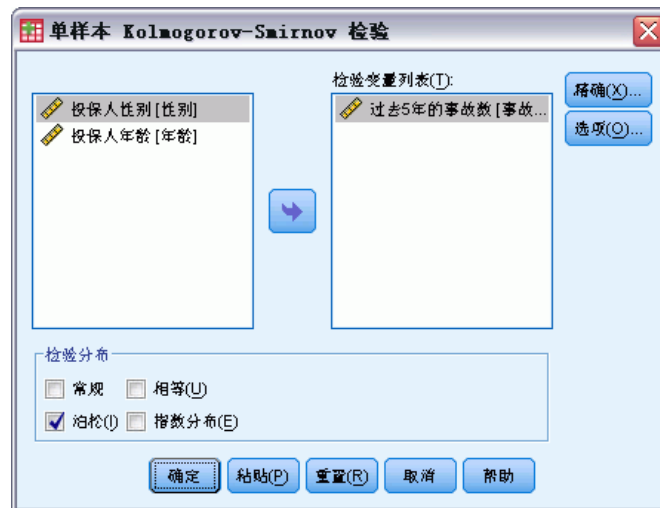 单样本 Kolmogorov-Smirnov 检验
检验变量列表(T):
投保人性别 [性别]
投保人年龄 [年龄]
过去5年的事故数 [事故...
精确(X)...
选项(O)...
检验分布
常规 相等(U)
泊松(I) 指数分布(E)
确定 粘贴(P) 重置(R) 取消 帮助